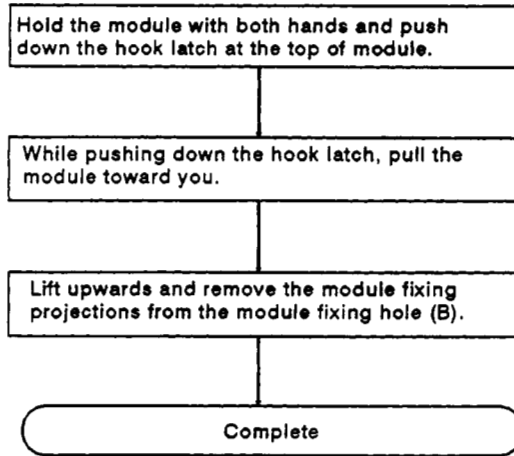 Hold the module with both hands and push
down the hook latch at the top of module.
While pushing down the hook latch, pull the
module toward you.
Lift upwards and remove the module fixing
projections from the module fixing hole (B).
Complete